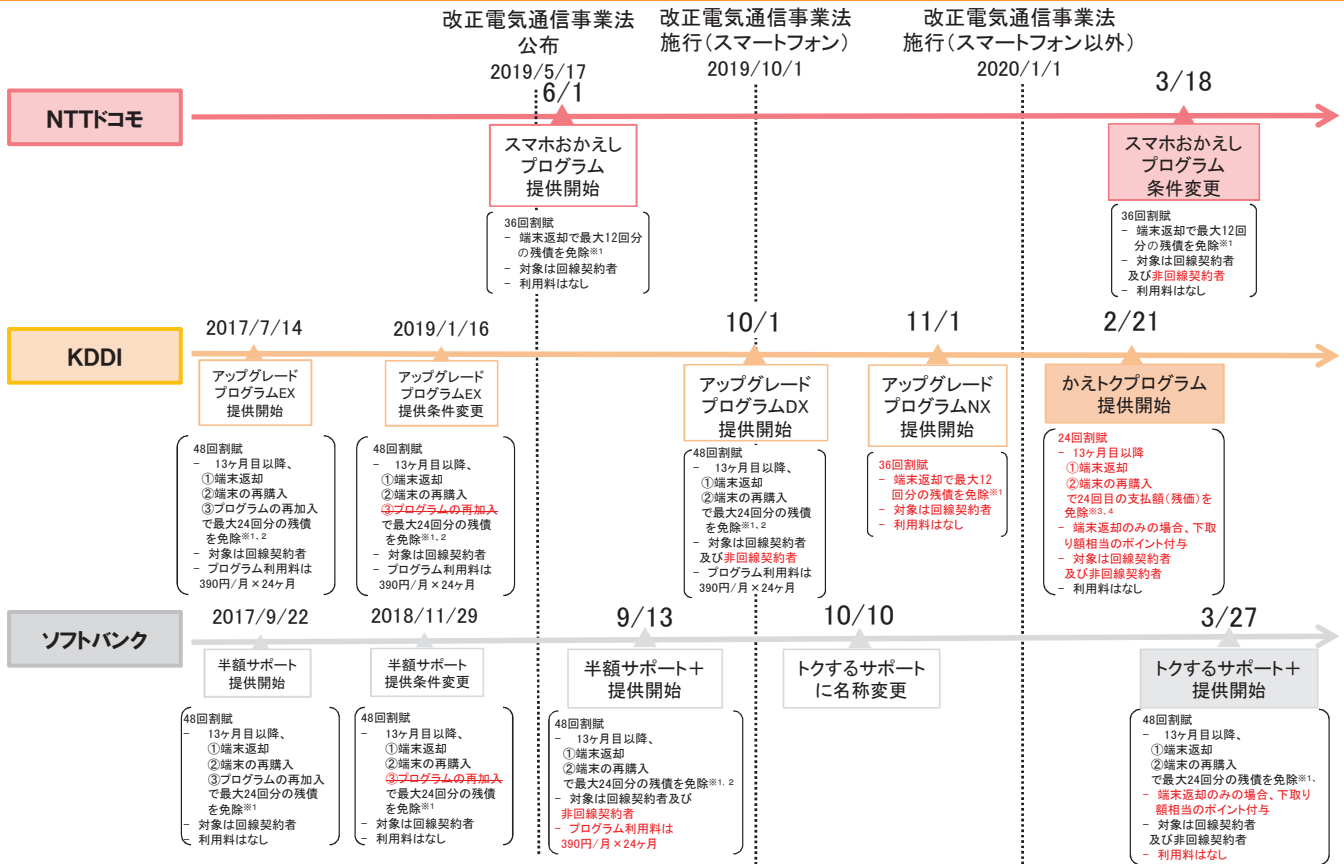 改正電気通信事業法
公布
2019/5/17
改正電気通信事業法
施行(スマートフォン)
2019/10/1
改正電気通信事業法
施行(スマートフォン以外)
2020/1/1
NTTドコモ
6/1
スマホおかえし
プログラム
提供開始
36回割賦
- 端末返却で最大12回分
の残債を免除※1
- 対象は回線契約者
- 利用料はなし
3/18
スマホおかえし
プログラム
条件変更
36回割賦
- 端末返却で最大12回
分の残債を免除※1
- 対象は回線契約者
及び非回線契約者
- 利用料はなし
KDDI
2017/7/14
アップグレード
プログラムEX
提供開始
48回割賦
- 13ヶ月目以降、
①端末返却
②端末の再購入
③プログラムの再加入
で最大24回分の残債
を免除※1、2
- 対象は回線契約者
- プログラム利用料は
390円/月×24ヶ月
2019/1/16
アップグレード
プログラムEX
提供条件変更
48回割賦
- 13ヶ月目以降、
①端末返却
②端末の再購入
③プログラムの再加入
で最大24回分の残債
を免除※1、2
- 対象は回線契約者
- プログラム利用料は
390円/月×24ヶ月
10/1
アップグレード
プログラムDX
提供開始
48回割賦
- 13ヶ月目以降、
①端末返却
②端末の再購入
で最大24回分の残債
を免除※1、2
- 対象は回線契約者
及び非回線契約者
- プログラム利用料は
390円/月×24ヶ月
11/1
アップグレード
プログラムNX
提供開始
36回割賦
- 端末返却で最大12
回分の残債を免除※1
- 対象は回線契約者
- 利用料はなし
2/21
かえトクプログラム
提供開始
24回割賦
- 13ヶ月目以降
①端末返却
②端末の再購入
で24回目の支払額(残価)を
免除※3、4
- 端末返却のみの場合、下取
り額相当のポイント付与
- 対象は回線契約者
及び非回線契約者
- 利用料はなし
ソフトバンク
2017/9/22
半額サポート
提供開始
48回割賦
- 13ヶ月目以降、
①端末返却
②端末の再購入
③プログラムの再加入
で最大24回分の残債
を免除※1
- 対象は回線契約者
- 利用料はなし
2018/11/29
半額サポート
提供条件変更
48回割賦
- 13ヶ月目以降、
①端末返却
②端末の再購入
③プログラムの再加入
で最大24回分の残債
を免除※1
- 対象は回線契約者
- 利用料はなし
9/13
半額サポート+
提供開始
48回割賦
- 13ヶ月目以降、
①端末返却
②端末の再購入
で最大24回分の残債を免除※1、2
- 対象は回線契約者及び
非回線契約者
- プログラム利用料は
390円/月×24ヶ月
10/10
トクするサポート
に名称変更
3/27
トクするサポート+
提供開始
48回割賦
- 13ヶ月目以降、
①端末返却
②端末の再購入
で最大24回分の残債を免除※1、
- 端末返却のみの場合、下取り
額相当のポイント付与
- 対象は回線契約者
及び非回線契約者
- 利用料はなし